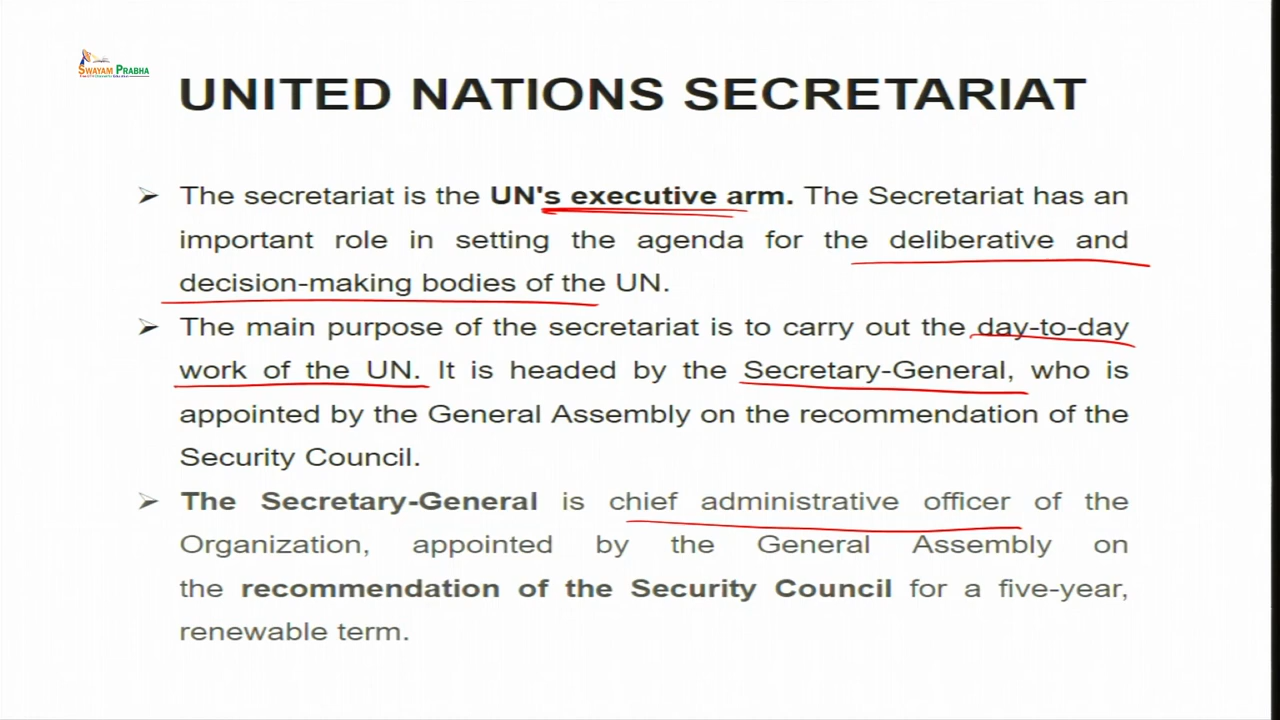 SWAYAM PRABHA
UNITED NATIONS SECRETARIAT
➢ The secretariat is the UN's executive arm. The Secretariat has an
important role in setting the agenda for the deliberative and
decision-making bodies of the UN.
➢ The main purpose of the secretariat is to carry out the day-to-day
work of the UN. It is headed by the Secretary-General, who is
appointed by the General Assembly on the recommendation of the
Security Council.
➢ The Secretary-General is chief administrative officer of the
Organization, appointed by the General Assembly on
the recommendation of the Security Council for a five-year,
renewable term.